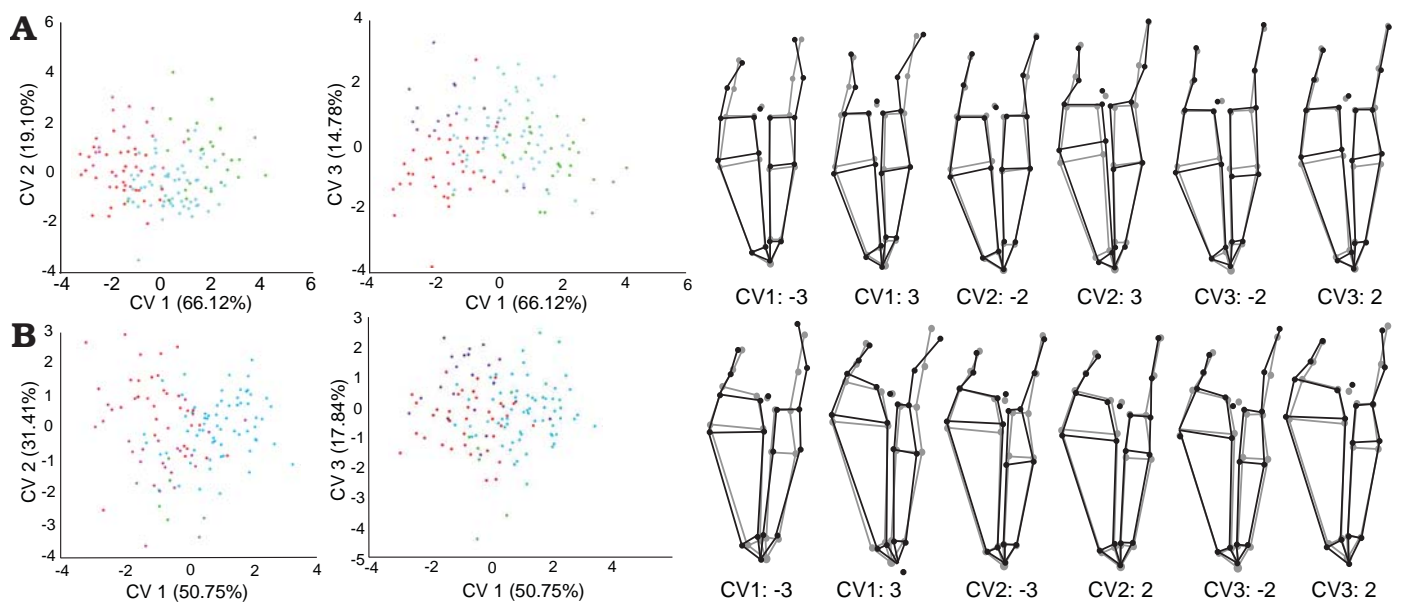 A
CV 2 (19.10%)
6
4
2
0
-2
-4
-4
-2
0
2
4
6
CV 1 (66.12%)
CV 3 (14.78%)
4
2
0
-2
-4
-4
-2
0
2
4
6
CV 1 (66.12%)
CV1: -3
CV1: 3
CV2: -2
CV2: 3
CV3: -2
CV3: 2
B
CV 2 (31.41%)
3
2
1
0
-1
-2
-3
-4
-4
-2
0
2
4
CV 1 (50.75%)
CV 3 (17.84%)
3
2
1
0
-1
-2
-3
-4
-5
-4
-2
0
2
4
CV 1 (50.75%)
CV1: -3
CV1: 3
CV2: -3
CV2: 2
CV3: -2
CV3: 2